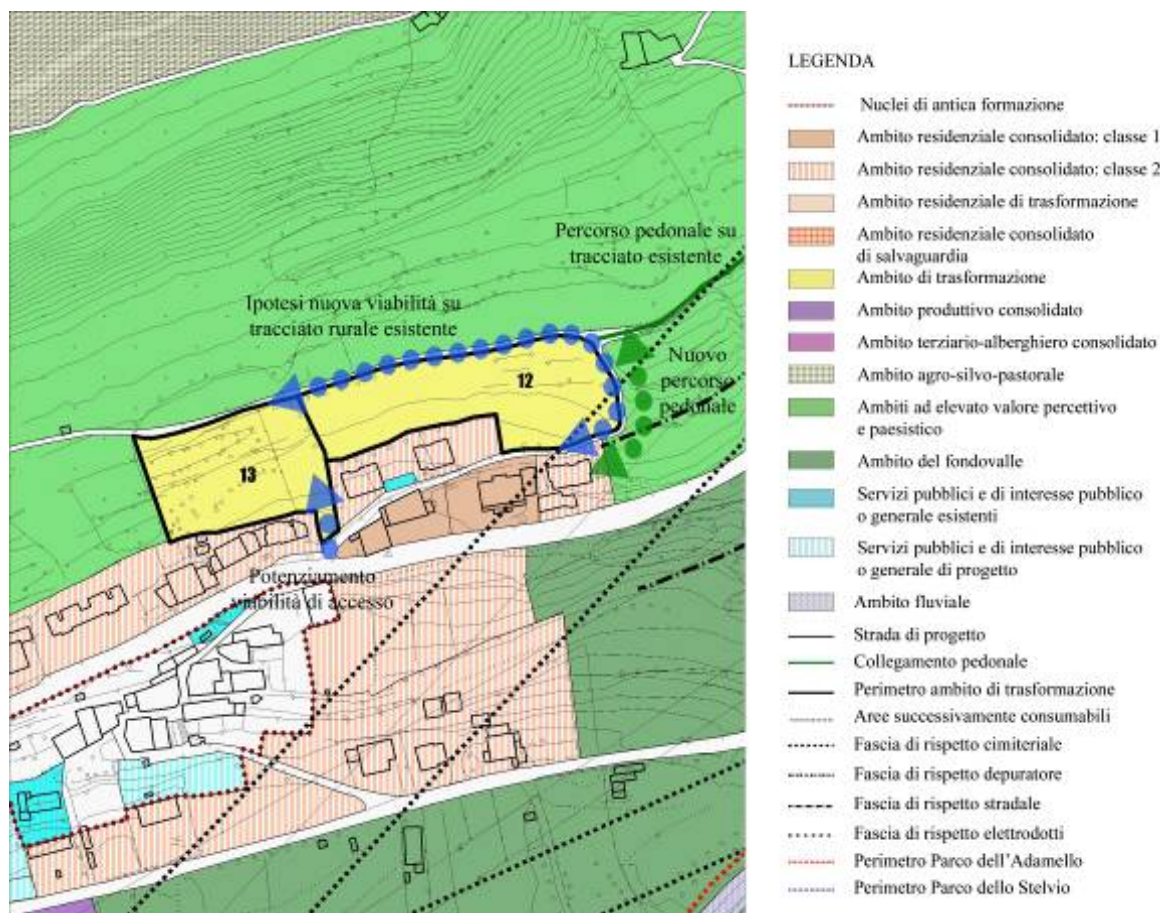 Percorso pedonale su
tracciato esistente
Ipotesi nuova viabilità su
tracciato rurale esistente
Nuovo
percorso
pedonale
12
13
Potenziamento
viabilità di accesso
LEGENDA
Nuclei di antica formazione
Ambito residenziale consolidato: classe 1
Ambito residenziale consolidato: classe 2
Ambito residenziale di trasformazione
Ambito residenziale consolidato
di salvaguardia
Ambito di trasformazione
Ambito produttivo consolidato
Ambito terziario-alberghiero consolidato
Ambito agro-silvo-pastorale
Ambiti ad elevato valore percettivo
e paesistico
Ambito del fondovalle
Servizi pubblici e di interesse pubblico
o generale esistenti
Servizi pubblici e di interesse pubblico
o generale di progetto
Ambito fluviale
Strada di progetto
Collegamento pedonale
Perimetro ambito di trasformazione
Aree successivamente consumabili
Fascia di rispetto cimiteriale
Fascia di rispetto depuratore
Fascia di rispetto stradale
Fascia di rispetto elettrodotti
Perimetro Parco dell'Adamello
Perimetro Parco dello Stelvio